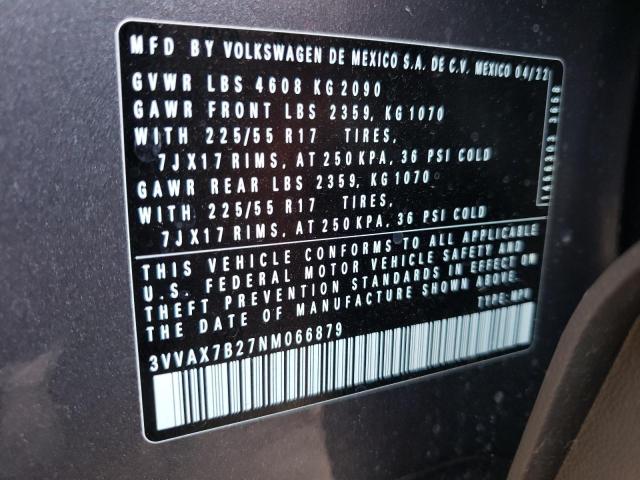 MFD BY VOLKSWAGEN DE MEXICO S.A. DE C.V. MEXICO 04/22
GVWR LBS 4608 KG 2090
GAWR FRONT LBS 2359, KG 1070
WITH 225/55 R17 TIRES,
7JX17 RIMS, AT 250 KPA, 36 PSI COLD
GAWR REAR LBS 2359, KG 1070
WITH 225/55 R17 TIRES,
7JX17 RIMS, AT 250 KPA, 36 PSI COLD
THIS VEHICLE CONFORMS TO ALL APPLICABLE
U.S. FEDERAL MOTOR VEHICLE SAFETY AND
THEFT PREVENTION STANDARDS IN EFFECT ON
THE DATE OF MANUFACTURE SHOWN ABOVE.
TYPE: MPV
3VVAX7B27NM066879